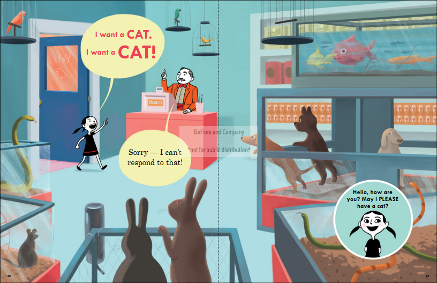 I want a CAT.
I want a CAT!
Sorry — I can't
respond to that!
Hello, how are
you? May I PLEASE
have a cat?